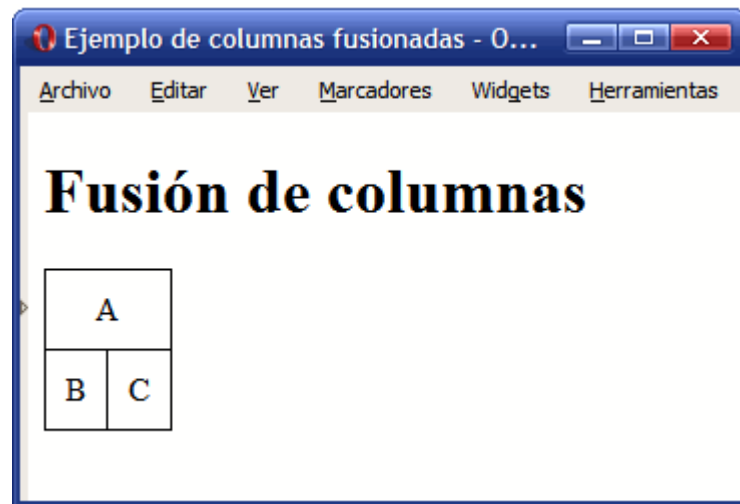 Ejemplo de columnas fusionadas - O...
Archivo Editar Ver Marcadores Widgets Herramientas
Fusión de columnas
A
B C